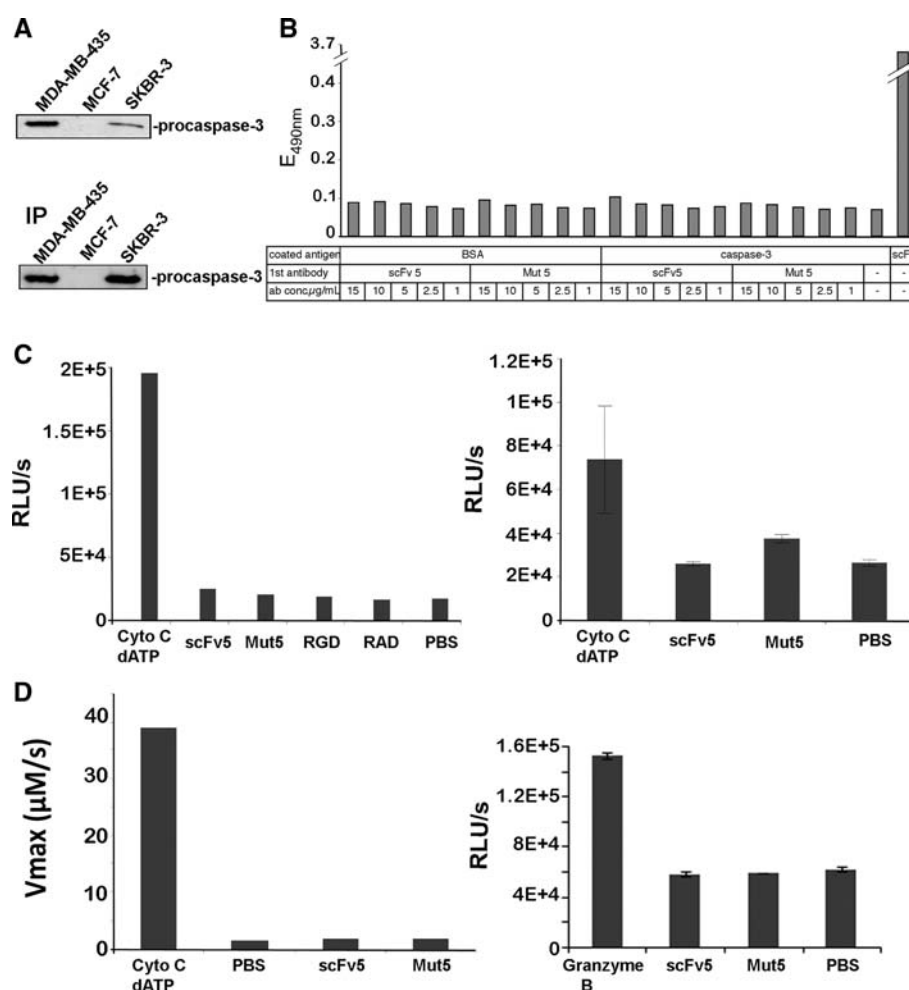 A
MDA-MB-435
MCF-7
SKBR-3
-procaspase-3
IP
MDA-MB-435
MCF-7
SKBR-3
-procaspase-3
B
3.7
0.4
0.3
0.2
0.1
0
E490nm
coated antigen BSA caspase-3 scF
1st antibody scFv 5 Mut 5 scFv5 Mut 5 - -
ab conc,µg/mL 15 10 5 2.5 1 15 10 5 2.5 1 15 10 5 2.5 1 15 10 5 2.5 1 - -
C
2E+5
1.5E+5
1E+5
5E+4
0
RLU/s
Cyto C dATP
scFv5
Mut5
RGD
RAD
PBS
1.2E+5
1E+5
8E+4
6E+4
4E+4
2E+4
0
RLU/s
Cyto C dATP
scFv5
Mut5
PBS
D
40
30
20
10
0
Vmax (µM/s)
Cyto C dATP
PBS
scFv5
Mut5
1.6E+5
1.2E+5
8E+4
4E+4
0
RLU/s
Granzyme B
scFv5
Mut5
PBS